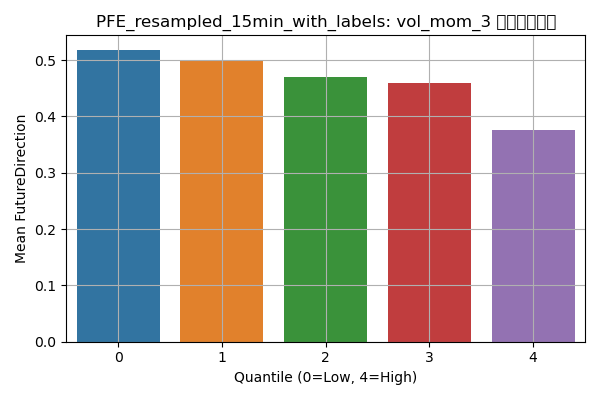 PFE_resampled_15min_with_labels: vol_mom_3
Mean FutureDirection
0.5
0.4
0.3
0.2
0.1
0.0
0 1 2 3 4
Quantile (0=Low, 4=High)